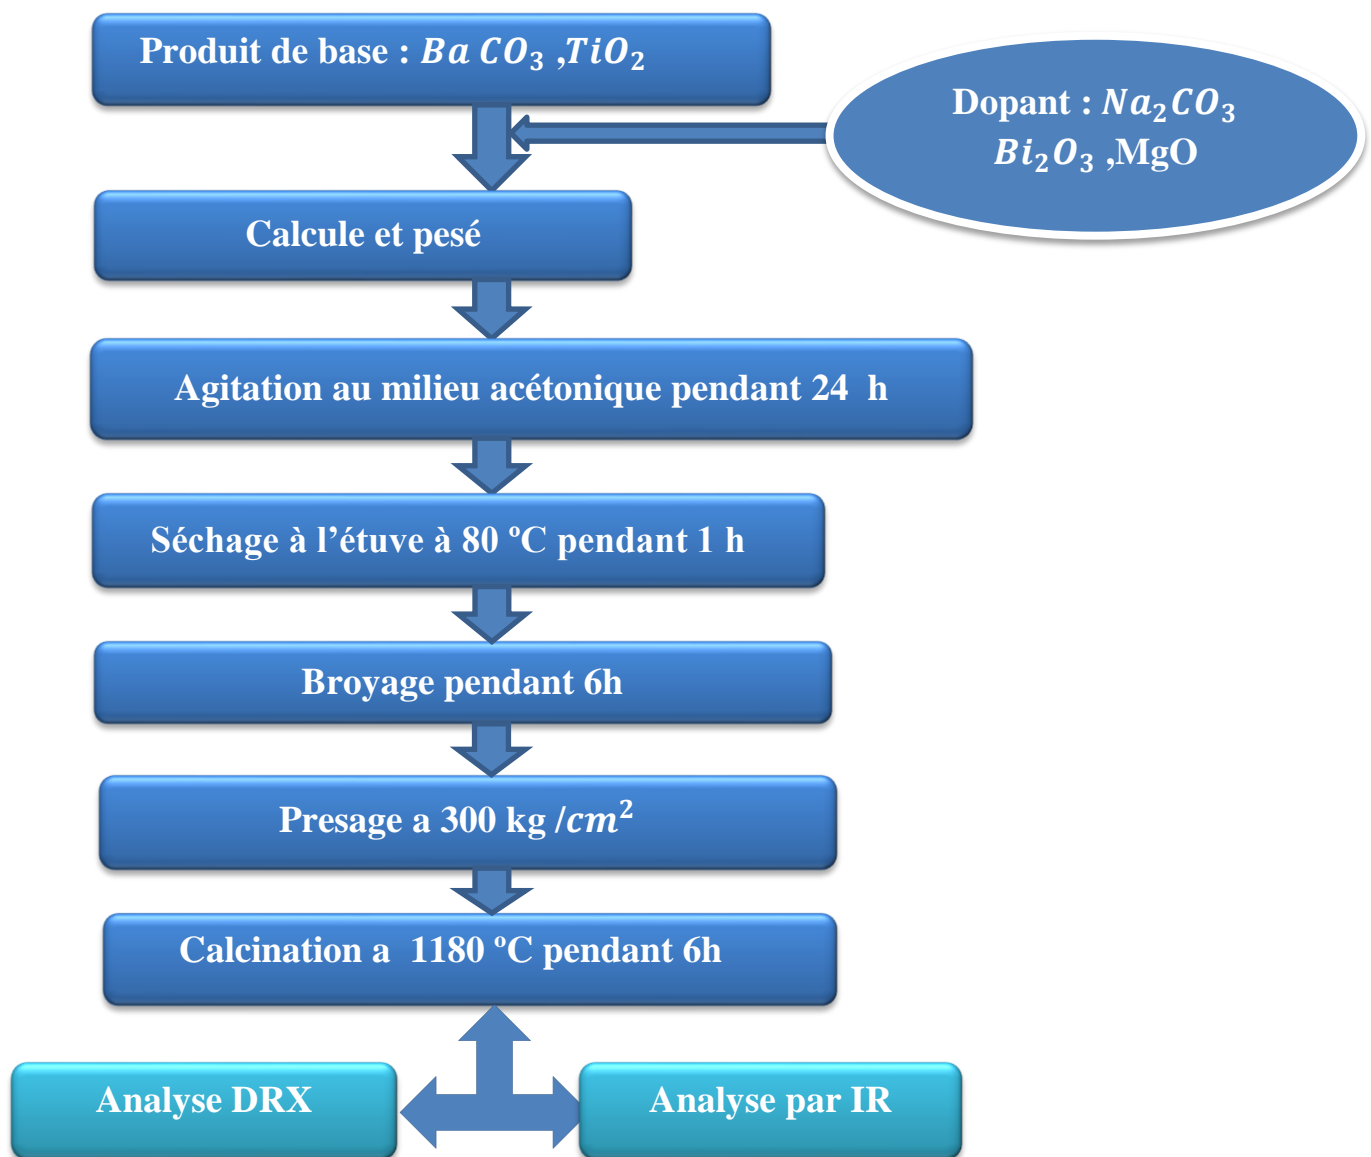 Produit de base : Ba CO₃ ,TiO₂
Dopant : Na₂CO₃
Bi₂O₃ ,MgO
Calcule et pesé
Agitation au milieu acétonique pendant 24 h
Séchage à l’étuve à 80 ºC pendant 1 h
Broyage pendant 6h
Presage a 300 kg /cm²
Calcination a 1180 ºC pendant 6h
Analyse DRX
Analyse par IR